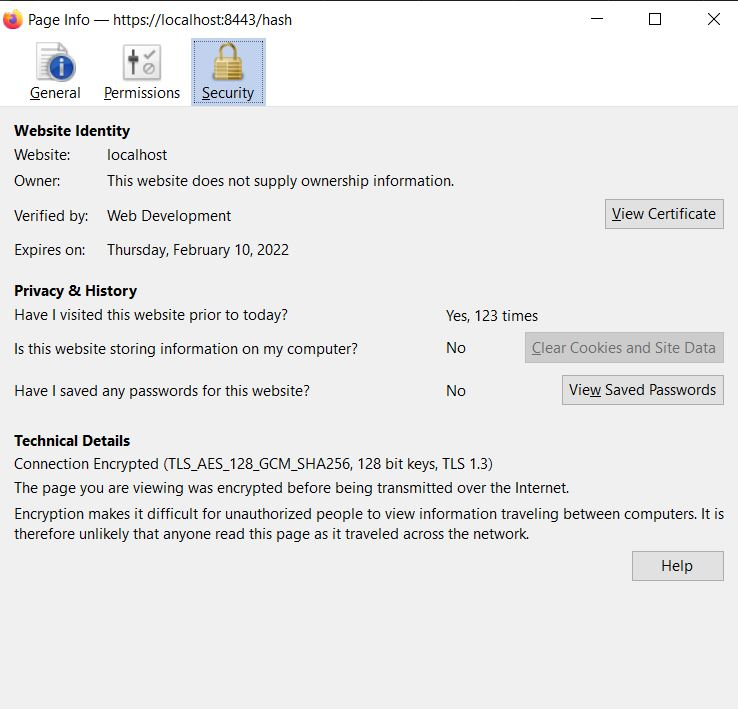 Page Info — https://localhost:8443/hash
General Permissions Security
Website Identity
Website: localhost
Owner: This website does not supply ownership information.
Verified by: Web Development View Certificate
Expires on: Thursday, February 10, 2022
Privacy & History
Have I visited this website prior to today? Yes, 123 times
Is this website storing information on my computer? No Clear Cookies and Site Data
Have I saved any passwords for this website? No View Saved Passwords
Technical Details
Connection Encrypted (TLS_AES_128_GCM_SHA256, 128 bit keys, TLS 1.3)
The page you are viewing was encrypted before being transmitted over the Internet.
Encryption makes it difficult for unauthorized people to view information traveling between computers. It is
therefore unlikely that anyone read this page as it traveled across the network.
Help